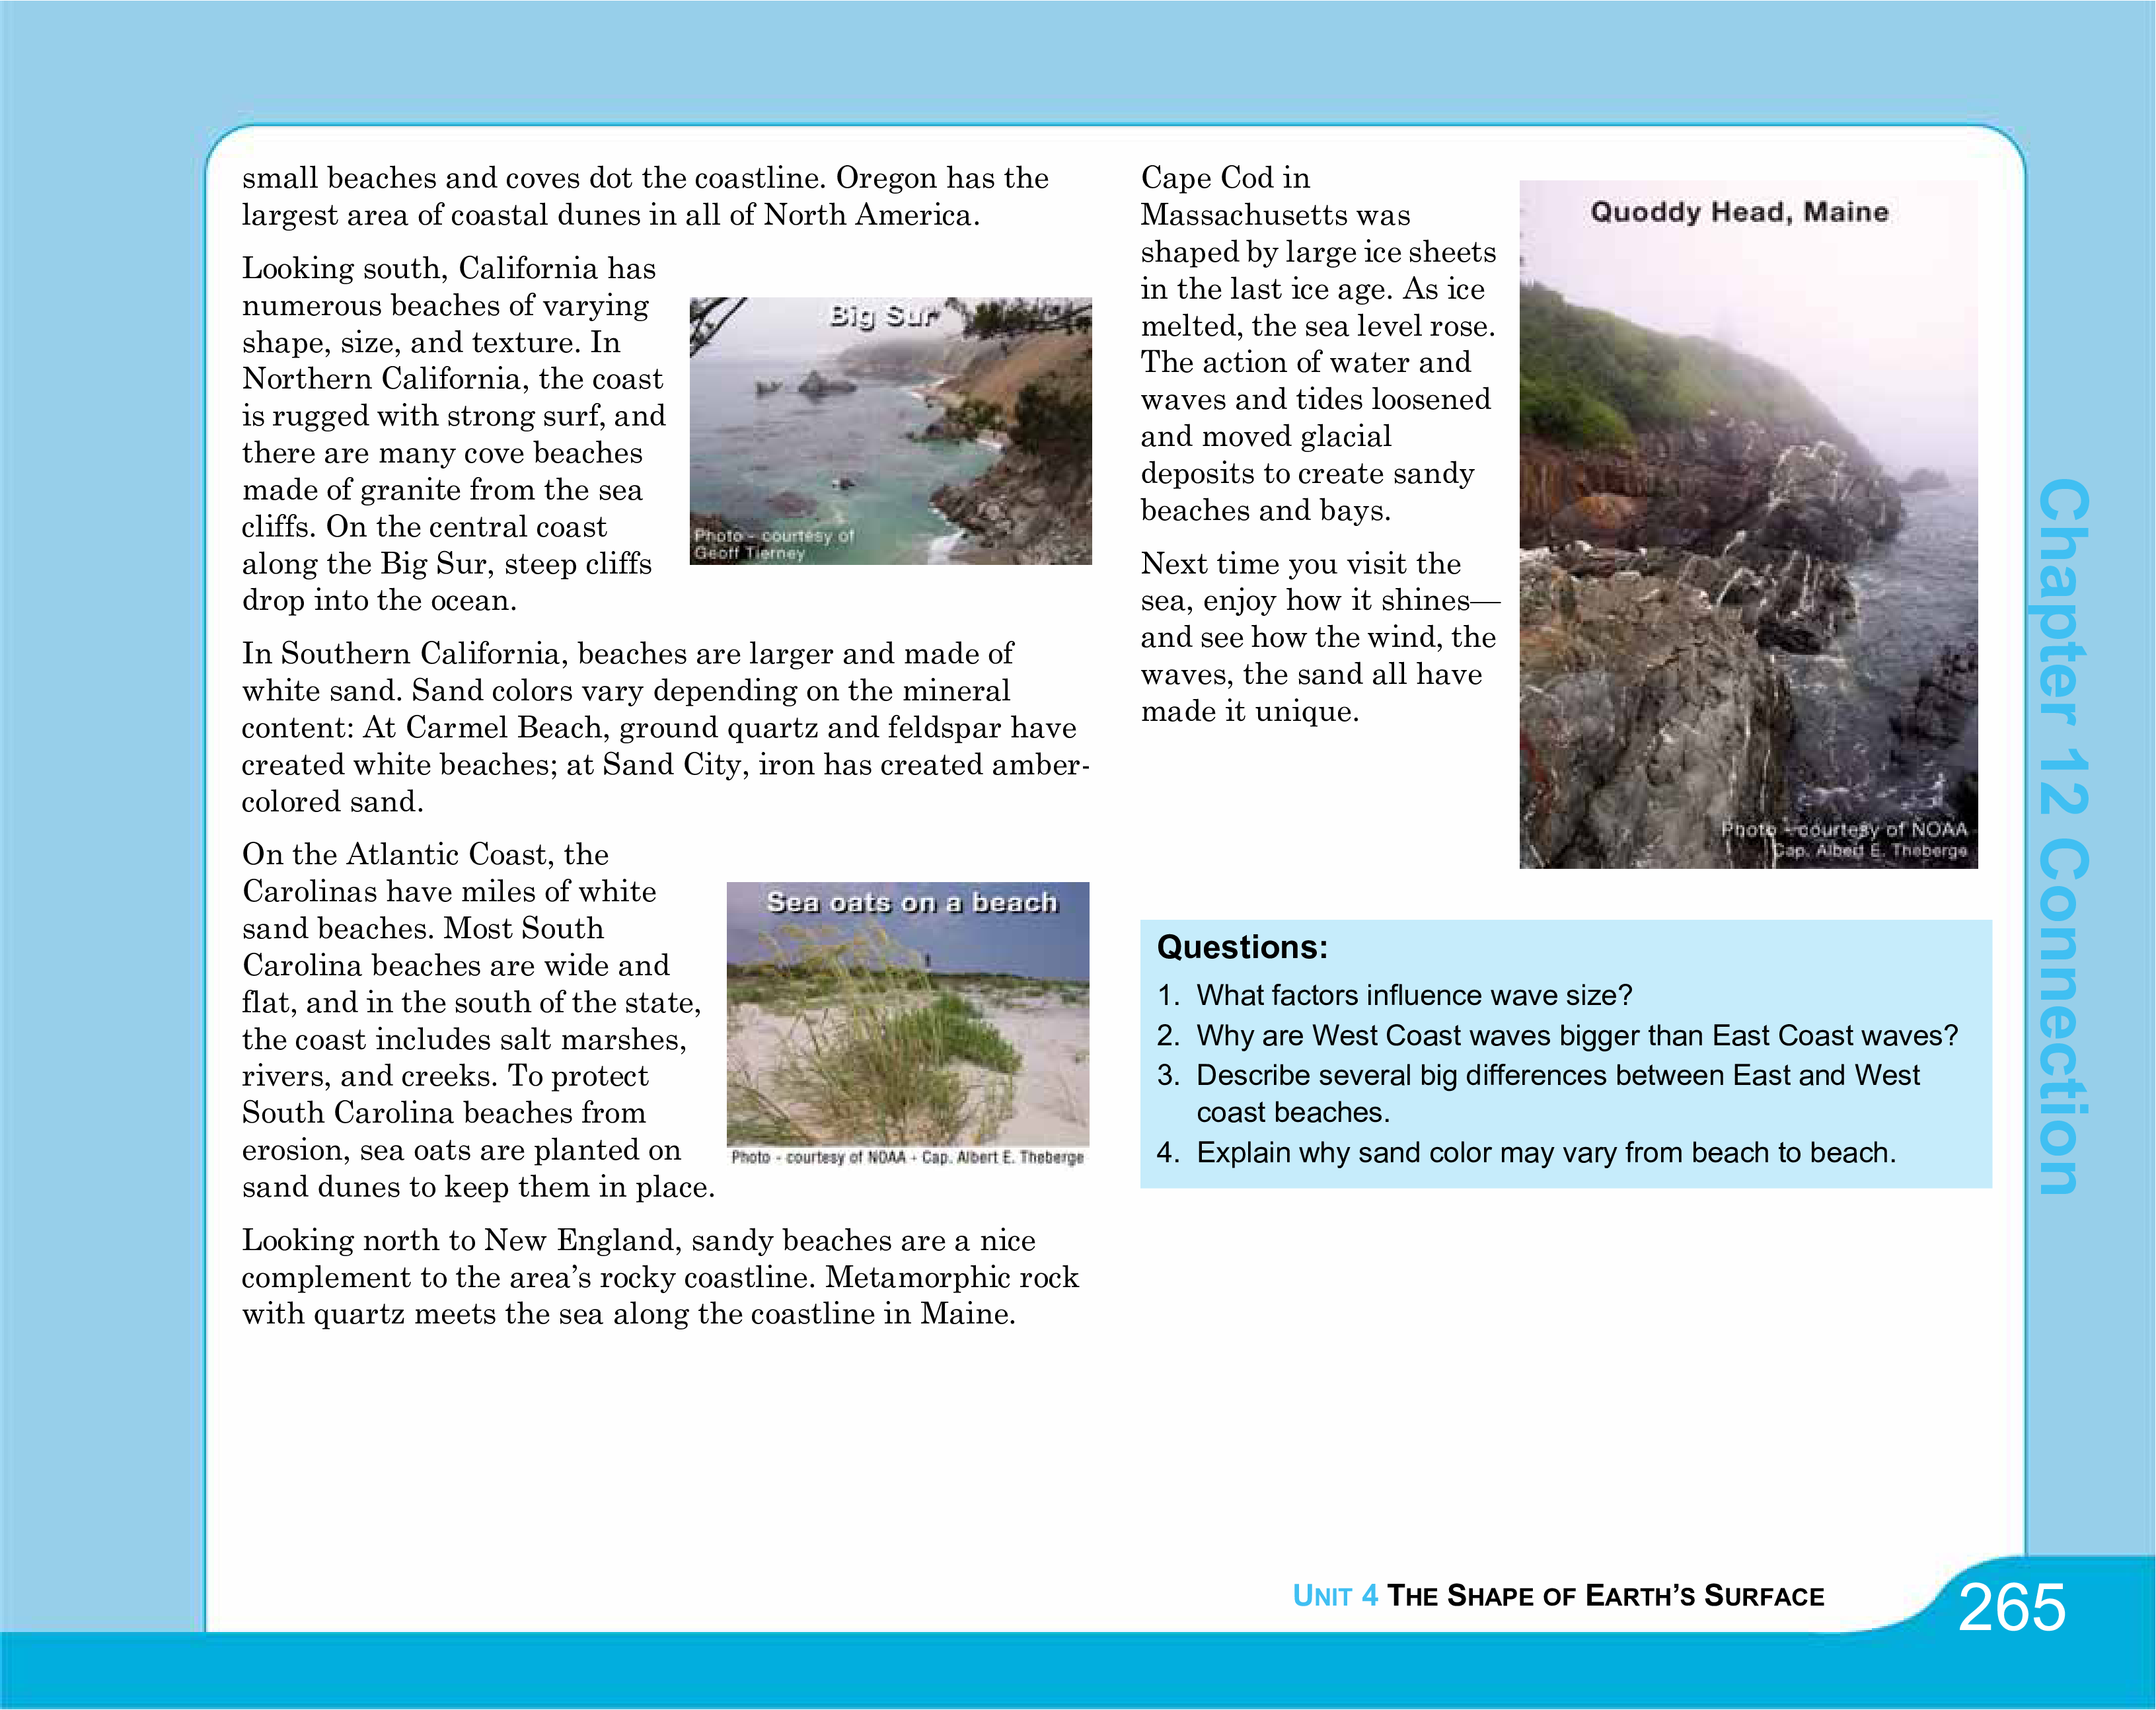 small beaches and coves dot the coastline. Oregon has the
largest area of coastal dunes in all of North America.
Looking south, California has
numerous beaches of varying
shape, size, and texture. In
Northern California, the coast
is rugged with strong surf, and
there are many cove beaches
made of granite from the sea
cliffs. On the central coast
along the Big Sur, steep cliffs
drop into the ocean.
Big Sur
Photo - courtesy of
Geoff Tierney
In Southern California, beaches are larger and made of
white sand. Sand colors vary depending on the mineral
content: At Carmel Beach, ground quartz and feldspar have
created white beaches; at Sand City, iron has created amber-
colored sand.
On the Atlantic Coast, the
Carolinas have miles of white
sand beaches. Most South
Carolina beaches are wide and
flat, and in the south of the state,
the coast includes salt marshes,
rivers, and creeks. To protect
South Carolina beaches from
erosion, sea oats are planted on
sand dunes to keep them in place.
Sea oats on a beach
Photo - courtesy of NOAA - Cap. Albert E. Theberge
Looking north to New England, sandy beaches are a nice
complement to the area’s rocky coastline. Metamorphic rock
with quartz meets the sea along the coastline in Maine.
Cape Cod in
Massachusetts was
shaped by large ice sheets
in the last ice age. As ice
melted, the sea level rose.
The action of water and
waves and tides loosened
and moved glacial
deposits to create sandy
beaches and bays.
Next time you visit the
sea, enjoy how it shines—
and see how the wind, the
waves, the sand all have
made it unique.
Quoddy Head, Maine
Photo - courtesy of NOAA
Cap. Albert E. Theberge
Questions:
1. What factors influence wave size?
2. Why are West Coast waves bigger than East Coast waves?
3. Describe several big differences between East and West
coast beaches.
4. Explain why sand color may vary from beach to beach.
Chapter 12 Connection
UNIT 4 THE SHAPE OF EARTH’S SURFACE
265